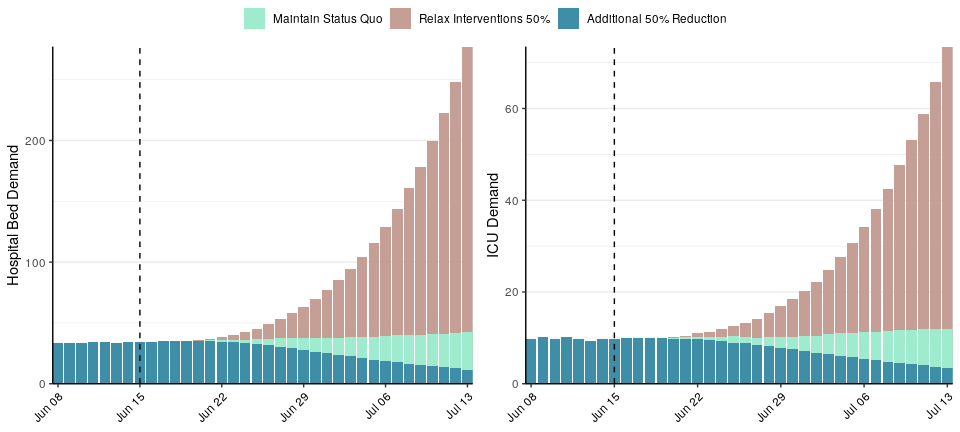 Maintain Status Quo Relax Interventions 50% Additional 50% Reduction
Hospital Bed Demand
200
100
0
Jun 08 Jun 15 Jun 22 Jun 29 Jul 06 Jul 13
ICU Demand
60
40
20
0
Jun 08 Jun 15 Jun 22 Jun 29 Jul 06 Jul 13